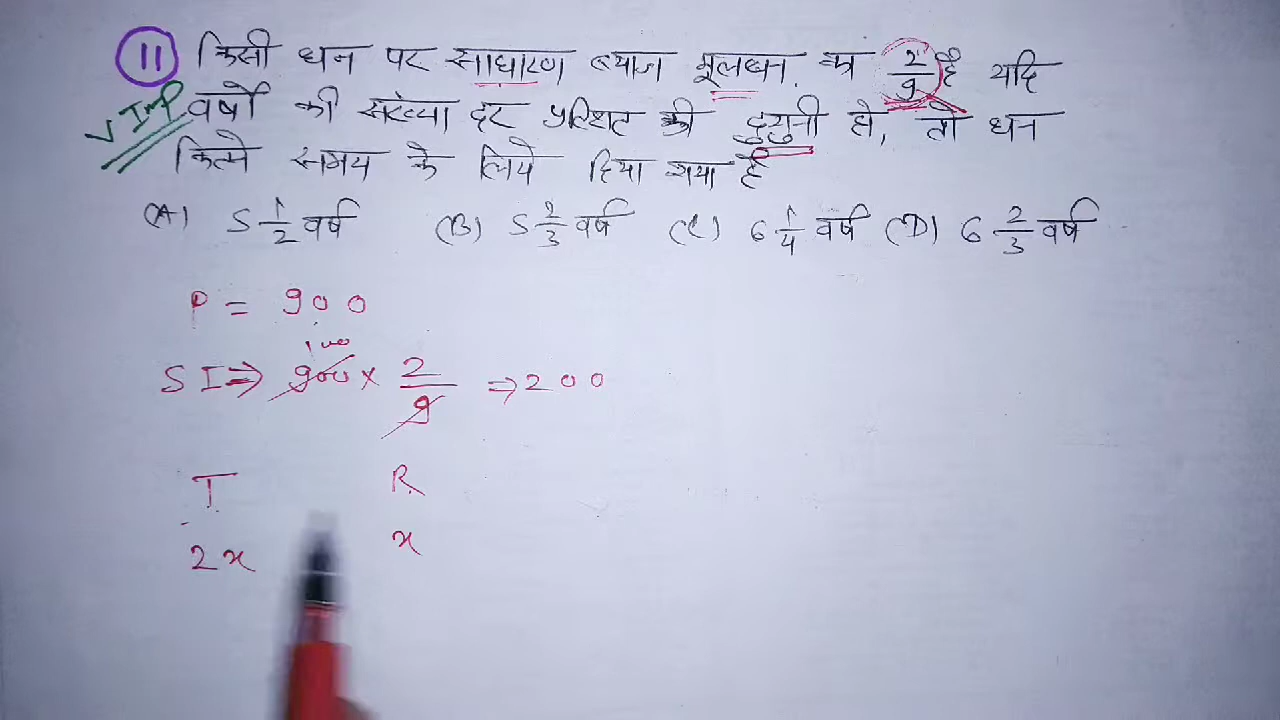 11 किसी धन पर साधारण ब्याज मूलधन का 2/9 है यदि
✓ Imp वर्षो की संख्या दर प्रतिशत की दुगुनी हो, तो धन
कितने समय के लिये दिया गया है
(A) 5 1/2 वर्ष (B) 5 2/3 वर्ष (C) 6 1/4 वर्ष (D) 6 2/3 वर्ष
P = 900
100
SI ⇒ 900 × 2/9 ⇒ 200
T R
2x x